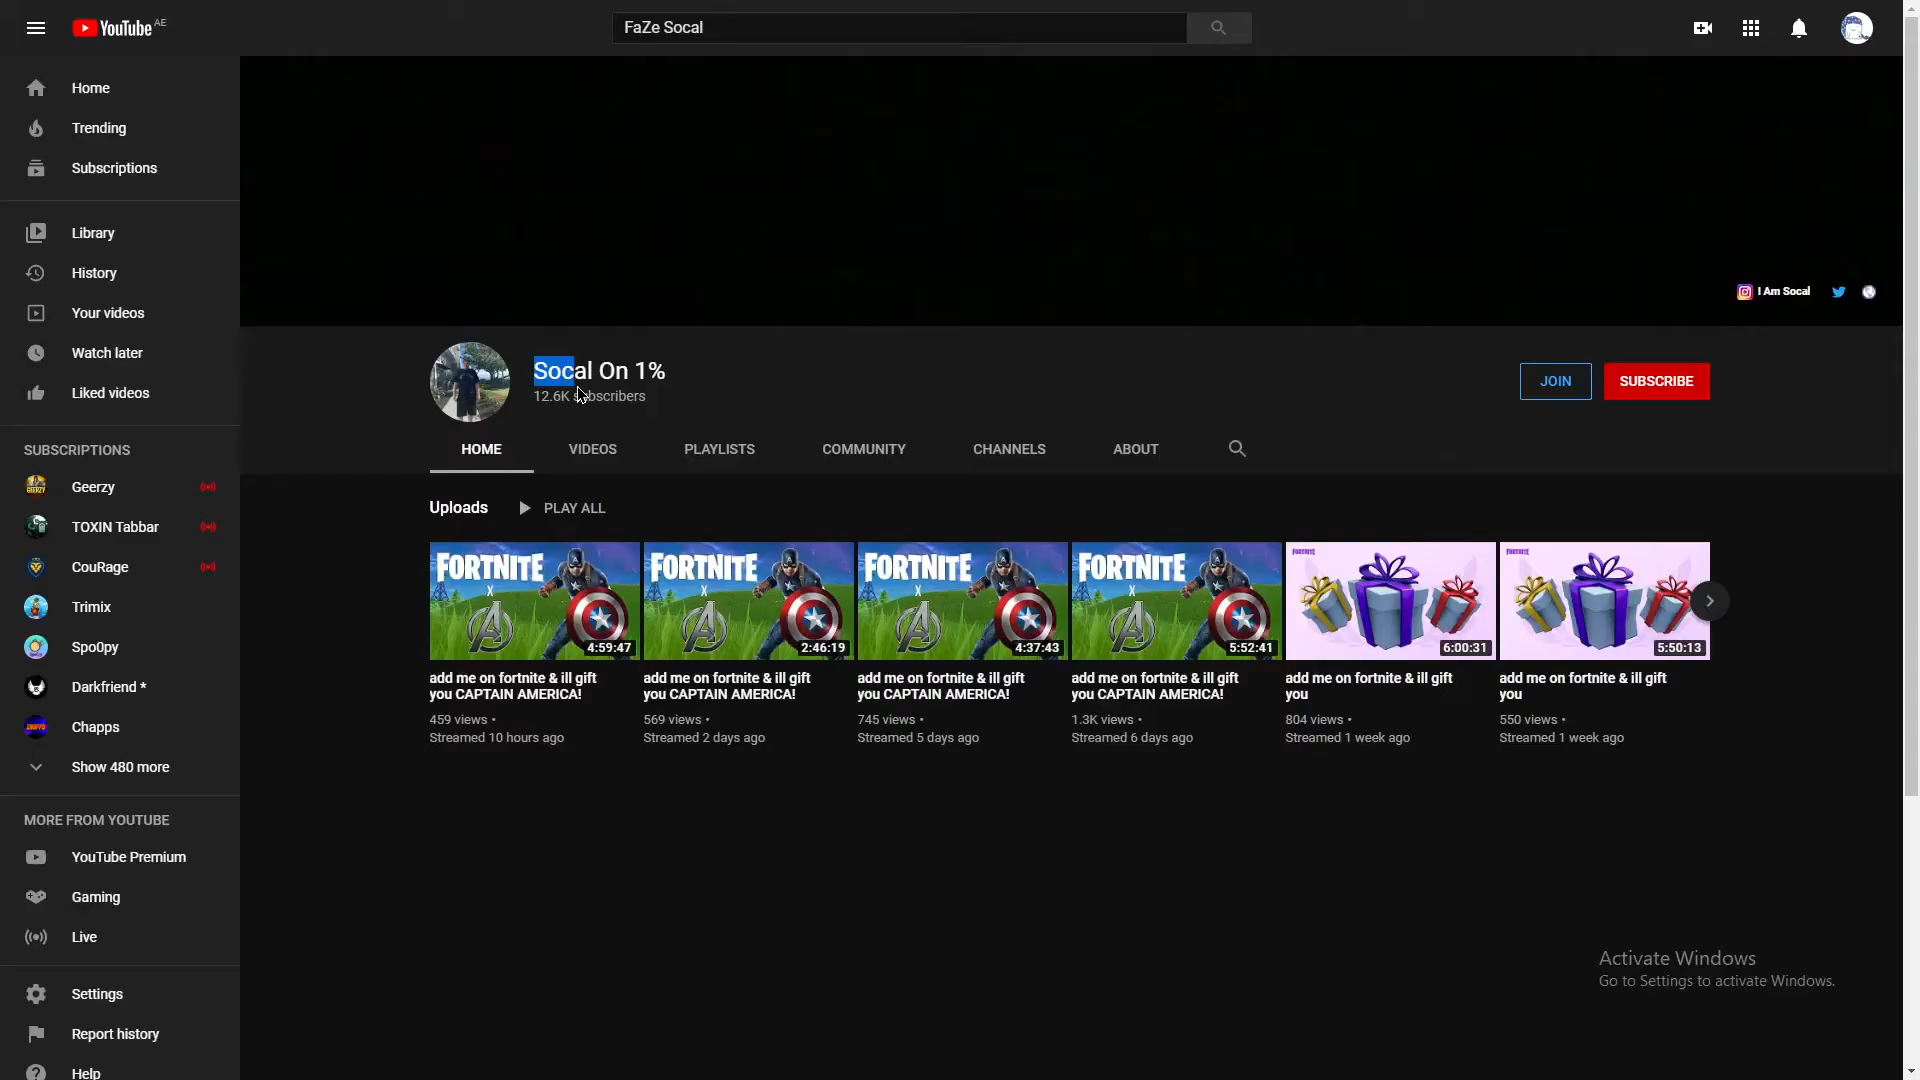 YouTube AE
FaZe Socal
Home
Trending
Subscriptions
Library
History
Your videos
Watch later
Liked videos
SUBSCRIPTIONS
Geerzy
TOXIN Tabbar
CouRage
Trimix
Spo0py
Darkfriend *
Chapps
Show 480 more
MORE FROM YOUTUBE
YouTube Premium
Gaming
Live
Settings
Report history
Help
I Am Socal
Socal On 1%
12.6K subscribers
JOIN
SUBSCRIBE
HOME
VIDEOS
PLAYLISTS
COMMUNITY
CHANNELS
ABOUT
Uploads
PLAY ALL
FORTNITE
X
4:59:47
add me on fortnite & ill gift
you CAPTAIN AMERICA!
459 views •
Streamed 10 hours ago
FORTNITE
X
2:46:19
add me on fortnite & ill gift
you CAPTAIN AMERICA!
569 views •
Streamed 2 days ago
FORTNITE
X
4:37:43
add me on fortnite & ill gift
you CAPTAIN AMERICA!
745 views •
Streamed 5 days ago
FORTNITE
X
5:52:41
add me on fortnite & ill gift
you CAPTAIN AMERICA!
1.3K views •
Streamed 6 days ago
FORTNITE
6:00:31
add me on fortnite & ill gift
you
804 views •
Streamed 1 week ago
FORTNITE
5:50:13
add me on fortnite & ill gift
you
550 views •
Streamed 1 week ago
Activate Windows
Go to Settings to activate Windows.